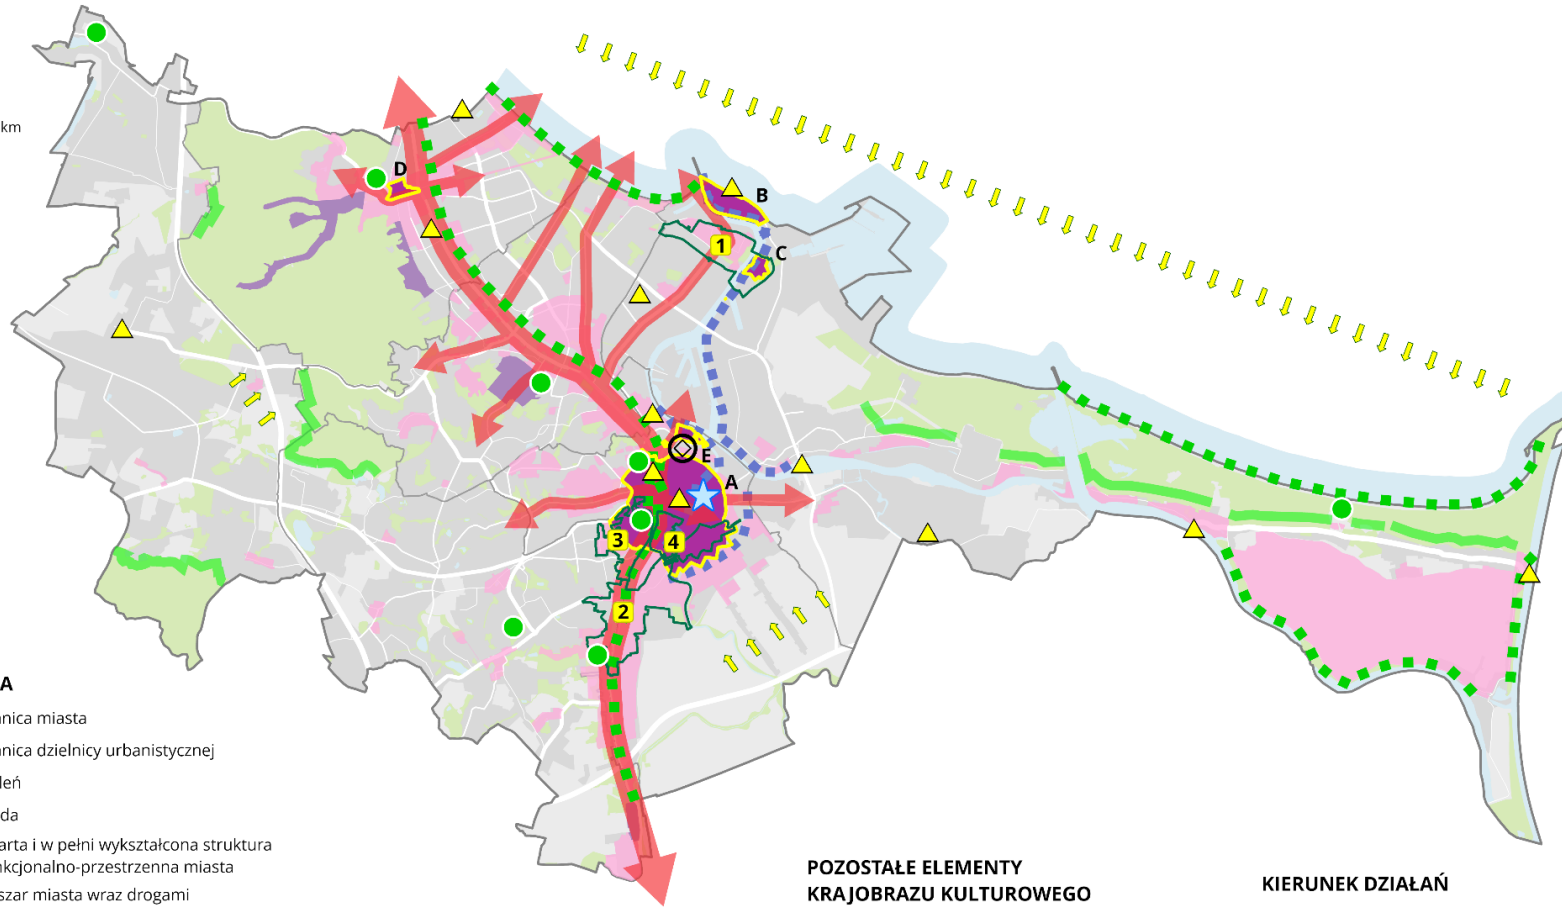 km
D
B
1
C
E
A
3
4
2
A
nica miasta
nica dzielnicy urbanistycznej
leń
da
arta i w pełni wykształcona struktura
nkcjonalno-przestrzenna miasta
szar miasta wraz drogami
POZOSTAŁE ELEMENTY
KRAJOBRAZU KULTUROWEGO
KIERUNEK DZIAŁAŃ